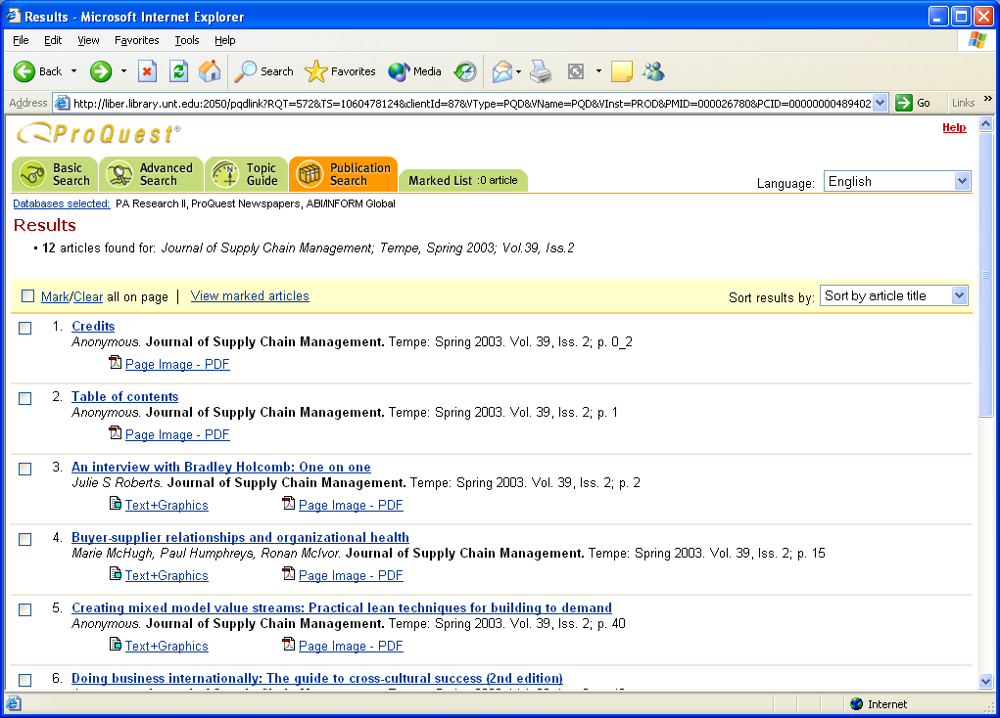 Results - Microsoft Internet Explorer
File Edit View Favorites Tools Help
Back Search Favorites Media
Address http://liber.library.unt.edu:2050/pqdlink?RQT=572&TS=1060478124&clientId=87&VType=PQD&VName=PQD&VInst=PROD&PMID=000026780&PCID=00000000489402 Go Links »
ProQuest®
Help
Basic Search
Advanced Search
Topic Guide
Publication Search
Marked List :0 article
Language: English
Databases selected: PA Research II, ProQuest Newspapers, ABI/INFORM Global
Results
• 12 articles found for: Journal of Supply Chain Management; Tempe, Spring 2003; Vol.39, Iss.2
Mark/Clear all on page | View marked articles Sort results by: Sort by article title
1. Credits
Anonymous. Journal of Supply Chain Management. Tempe: Spring 2003. Vol. 39, Iss. 2; p. 0_2
Page Image - PDF
2. Table of contents
Anonymous. Journal of Supply Chain Management. Tempe: Spring 2003. Vol. 39, Iss. 2; p. 1
Page Image - PDF
3. An interview with Bradley Holcomb: One on one
Julie S Roberts. Journal of Supply Chain Management. Tempe: Spring 2003. Vol. 39, Iss. 2; p. 2
Text+Graphics Page Image - PDF
4. Buyer-supplier relationships and organizational health
Marie McHugh, Paul Humphreys, Ronan McIvor. Journal of Supply Chain Management. Tempe: Spring 2003. Vol. 39, Iss. 2; p. 15
Text+Graphics Page Image - PDF
5. Creating mixed model value streams: Practical lean techniques for building to demand
Anonymous. Journal of Supply Chain Management. Tempe: Spring 2003. Vol. 39, Iss. 2; p. 40
Text+Graphics Page Image - PDF
6. Doing business internationally: The guide to cross-cultural success (2nd edition)
Internet